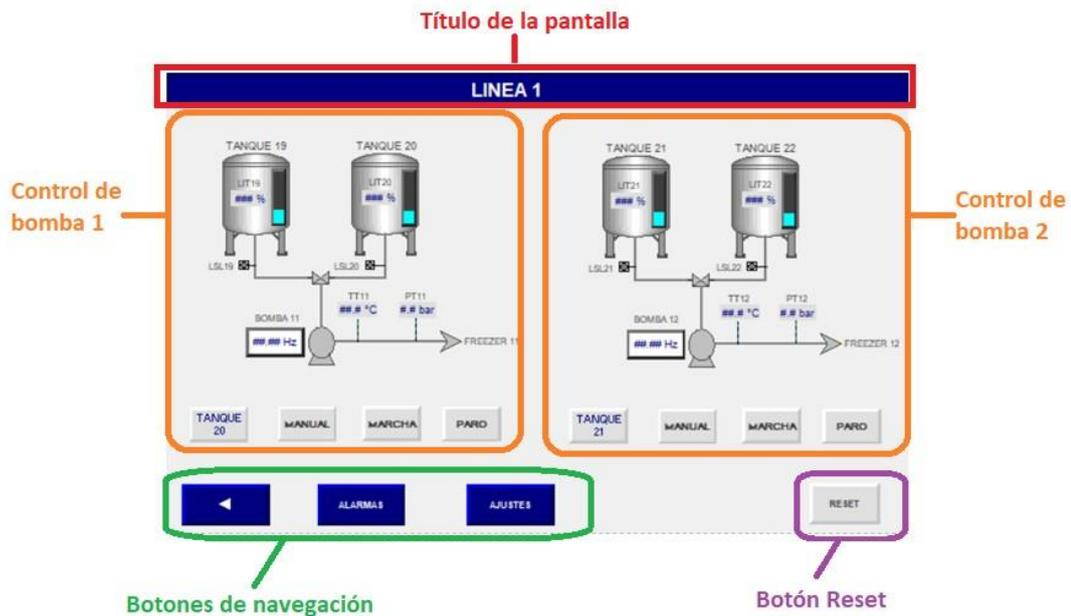 Título de la pantalla
LINEA 1
Control de
bomba 1
TANQUE 19
TANQUE 20
LIT19
### %
LIT20
### %
LSL19
LSL20
TT11
##.# °C
PT11
#.# bar
BOMBA 11
##.## Hz
FREEZER 11
TANQUE
20
MANUAL
MARCHA
PARO
Control de
bomba 2
TANQUE 21
TANQUE 22
LIT21
### %
LIT22
### %
LSL21
LSL22
TT12
##.# °C
PT12
#.# bar
BOMBA 12
##.## Hz
FREEZER 12
TANQUE
21
MANUAL
MARCHA
PARO
ALARMAS
AJUSTES
RESET
Botones de navegación
Botón Reset